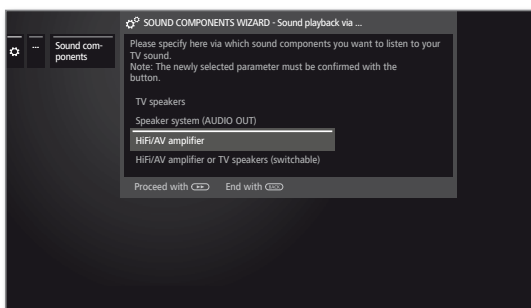 SOUND COMPONENTS WIZARD - Sound playback via ...
...
Sound com-
ponents
Please specify here via which sound components you want to listen to your
TV sound.
Note: The newly selected parameter must be confirmed with the
button.
TV speakers
Speaker system (AUDIO OUT)
HiFi/AV amplifier
HiFi/AV amplifier or TV speakers (switchable)
Proceed with End with BACK